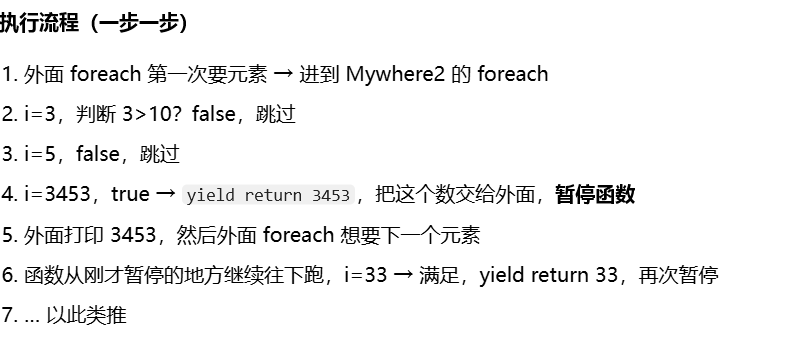 执行流程（一步一步）
1. 外面 foreach 第一次要元素 → 进到 Mywhere2 的 foreach
2. i=3，判断 3>10？false，跳过
3. i=5，false，跳过
4. i=3453，true → yield return 3453，把这个数交给外面，暂停函数
5. 外面打印 3453，然后外面 foreach 想要下一个元素
6. 函数从刚才暂停的地方继续往下跑，i=33 → 满足，yield return 33，再次暂停
7. ... 以此类推